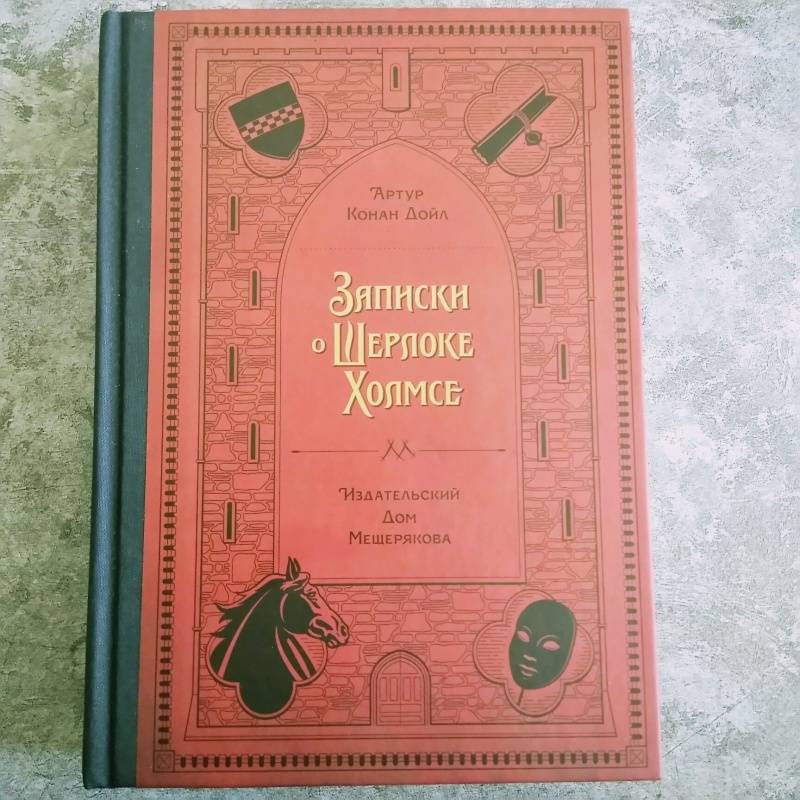 Артур
Конан Дойл
Записки
о Шерлоке
Холмсе
Издательский
Дом
Мещерякова